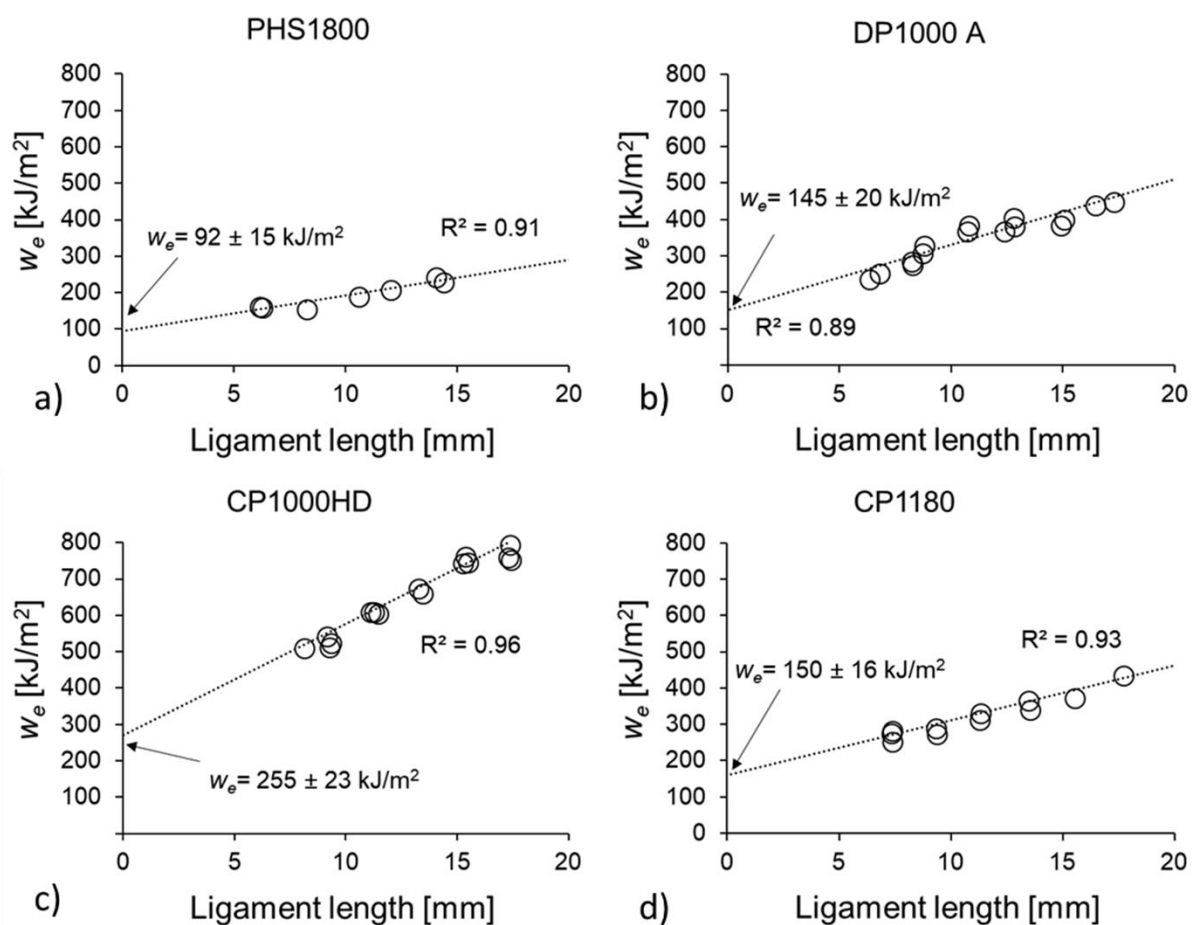 PHS1800
800
700
600
500
400
300
200
100
0
wₑ [kJ/m²]
wₑ= 92 ± 15 kJ/m²
R² = 0.91
0 5 10 15 20
Ligament length [mm]
a)
DP1000 A
800
700
600
500
400
300
200
100
wₑ [kJ/m²]
wₑ= 145 ± 20 kJ/m²
R² = 0.89
0 5 10 15 20
Ligament length [mm]
b)
CP1000HD
800
700
600
500
400
300
200
100
wₑ [kJ/m²]
R² = 0.96
wₑ= 255 ± 23 kJ/m²
0 5 10 15 20
Ligament length [mm]
c)
CP1180
800
700
600
500
400
300
200
100
0
wₑ [kJ/m²]
R² = 0.93
wₑ= 150 ± 16 kJ/m²
0 5 10 15 20
Ligament length [mm]
d)